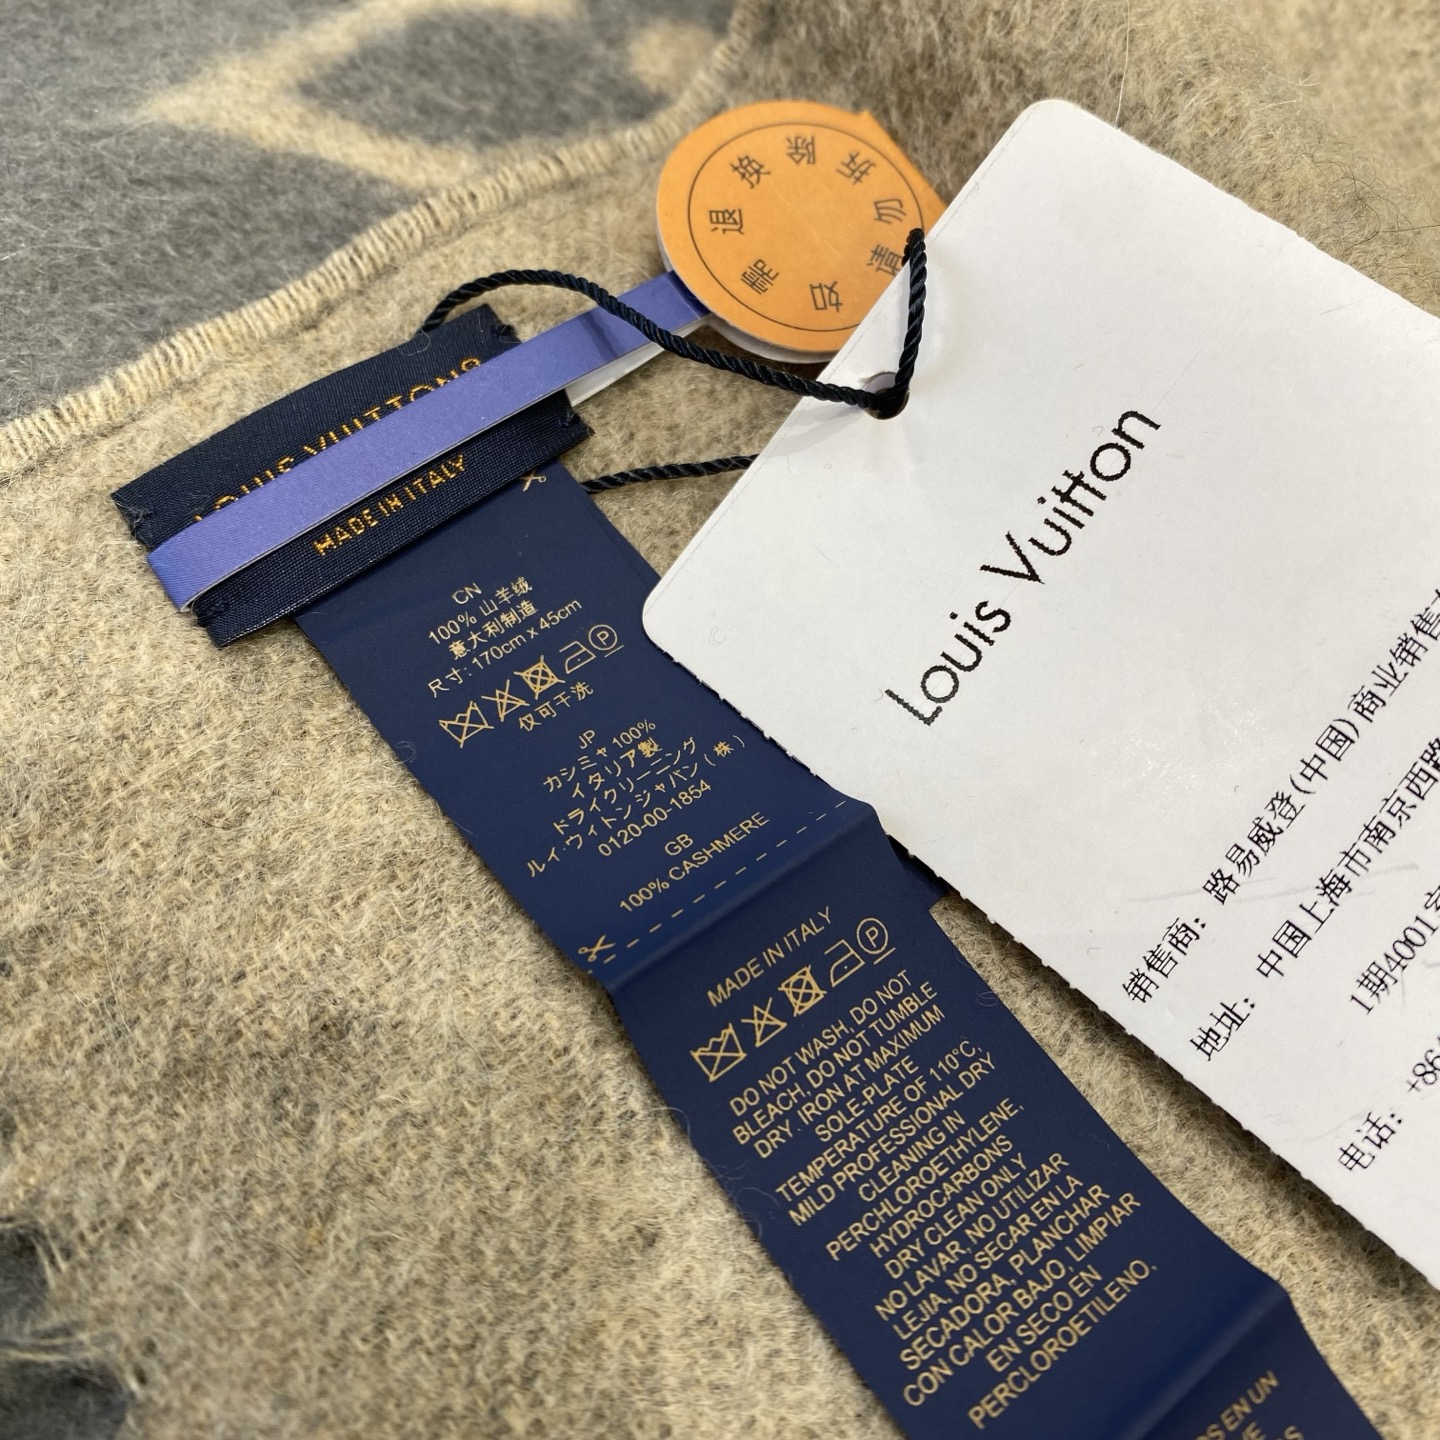 如需退换请勿拆除
LOUIS VUITTON®
MADE IN ITALY
CN
100% 山羊绒
意大利制造
尺寸: 170cm x 45cm
P
仅可干洗
JP
カシミヤ 100%
イタリア製
ドライクリーニング
ルイ・ヴィトンジャパン(株)
0120-00-1854
GB
100% CASHMERE
MADE IN ITALY
P
DO NOT WASH, DO NOT
BLEACH, DO NOT TUMBLE
DRY. IRON AT MAXIMUM
SOLE-PLATE
TEMPERATURE OF 110°C,
MILD PROFESSIONAL DRY
CLEANING IN
PERCHLOROETHYLENE,
HYDROCARBONS
DRY CLEAN ONLY
NO LAVAR, NO UTILIZAR
LEJIA, NO SECAR EN LA
SECADORA, PLANCHAR
CON CALOR BAJO, LIMPIAR
EN SECO EN
PERCLOROETILENO,
EN UN
Louis Vuitton
销售商: 路易威登(中国)商业销售
地址: 中国上海市南京西路
1期4001
电话: +86